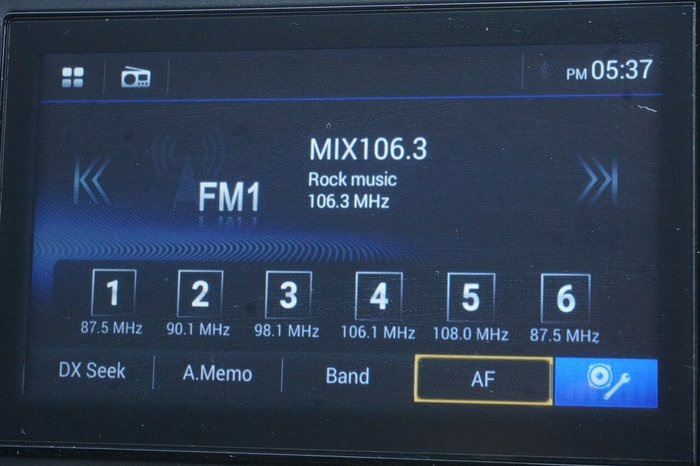 PM 05:37
MIX106.3
Rock music
FM1
106.3 MHz
1 2 3 4 5 6
87.5 MHz 90.1 MHz 98.1 MHz 106.1 MHz 108.0 MHz 87.5 MHz
DX Seek A.Memo Band AF